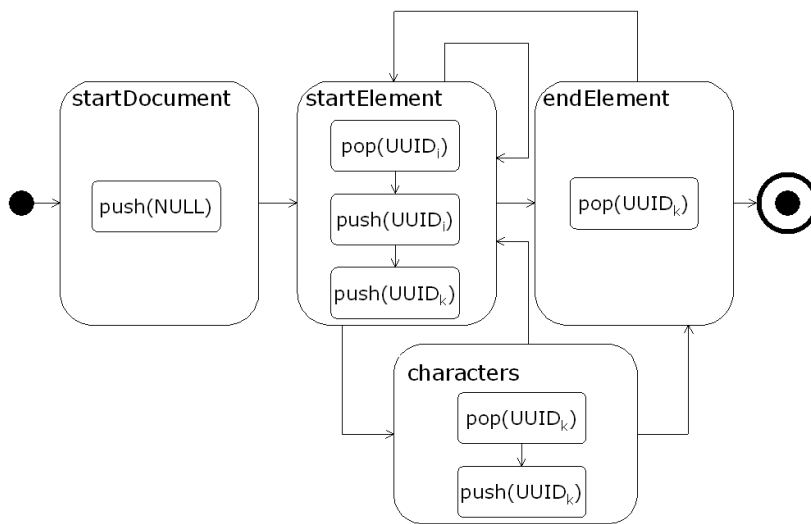 startDocument
push(NULL)
startElement
pop(UUIDᵢ)
push(UUIDᵢ)
push(UUIDₖ)
endElement
pop(UUIDₖ)
characters
pop(UUIDₖ)
push(UUIDₖ)